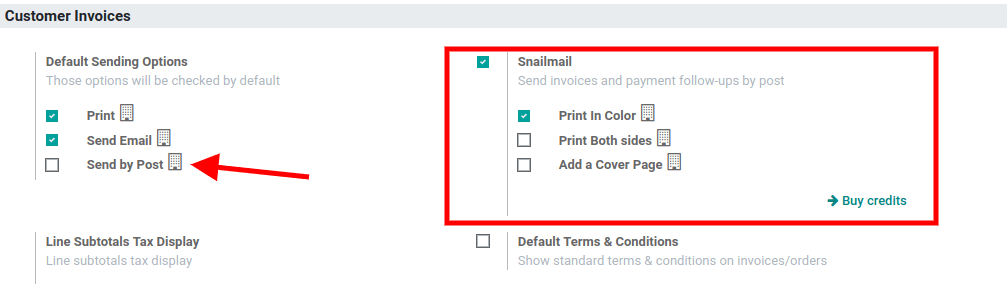 Customer Invoices
Default Sending Options
Those options will be checked by default
Print
Send Email
Send by Post
Snailmail
Send invoices and payment follow-ups by post
Print In Color
Print Both sides
Add a Cover Page
Buy credits
Line Subtotals Tax Display
Line subtotals tax display
Default Terms & Conditions
Show standard terms & conditions on invoices/orders